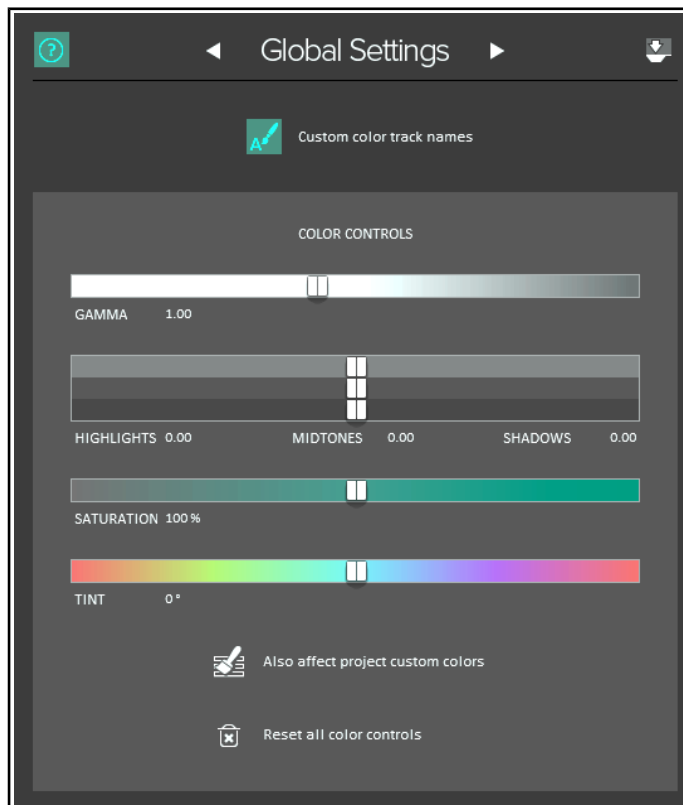 ?
Global Settings
A
Custom color track names
COLOR CONTROLS
GAMMA 1.00
HIGHLIGHTS 0.00 MIDTONES 0.00 SHADOWS 0.00
SATURATION 100 %
TINT 0 °
Also affect project custom colors
Reset all color controls